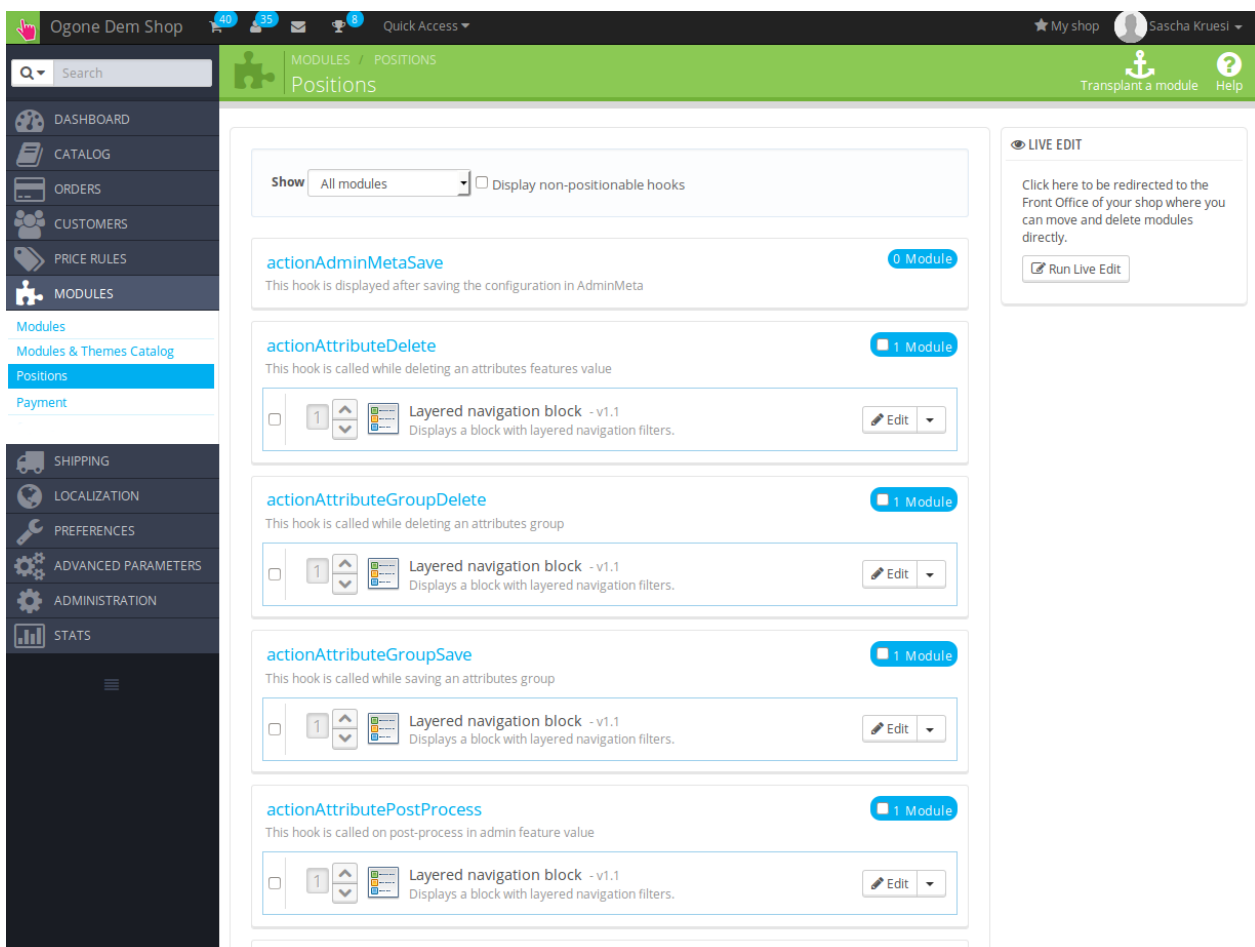 Ogone Dem Shop 40 35 8 Quick Access My shop Sascha Kruesi
Search
MODULES / POSITIONS
Positions
Transplant a module Help
DASHBOARD
CATALOG
ORDERS
CUSTOMERS
PRICE RULES
MODULES
Modules
Modules & Themes Catalog
Positions
Payment
SHIPPING
LOCALIZATION
PREFERENCES
ADVANCED PARAMETERS
ADMINISTRATION
STATS
Show All modules Display non-positionable hooks
actionAdminMetaSave 0 Module
This hook is displayed after saving the configuration in AdminMeta
actionAttributeDelete 1 Module
This hook is called while deleting an attributes features value
1 Layered navigation block - v1.1 Edit
Displays a block with layered navigation filters.
actionAttributeGroupDelete 1 Module
This hook is called while deleting an attributes group
1 Layered navigation block - v1.1 Edit
Displays a block with layered navigation filters.
actionAttributeGroupSave 1 Module
This hook is called while saving an attributes group
1 Layered navigation block - v1.1 Edit
Displays a block with layered navigation filters.
actionAttributePostProcess 1 Module
This hook is called on post-process in admin feature value
1 Layered navigation block - v1.1 Edit
Displays a block with layered navigation filters.
LIVE EDIT
Click here to be redirected to the
Front Office of your shop where you
can move and delete modules
directly.
Run Live Edit